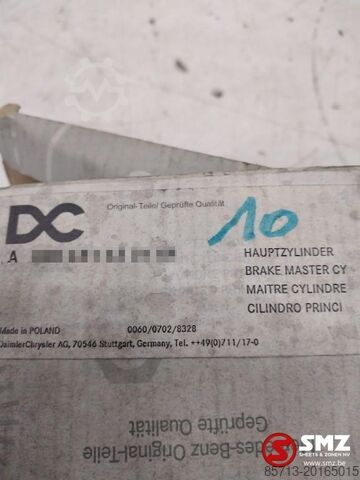 DC
Original-Teile/ Geprüfte Qualität
10
A
HAUPTZYLINDER
BRAKE MASTER CY
MAITRE CYLINDRE
CILINDRO PRINCI
Made in POLAND
0060/0702/8328
DaimlerChrysler AG, 70546 Stuttgart, Germany, Tel. ++49(0)711/17-0
des-Benz Original-Teile
Geprüfte Qualität
SMZ
SMEETS & ZONEN
www.smz.be
85713-20165015